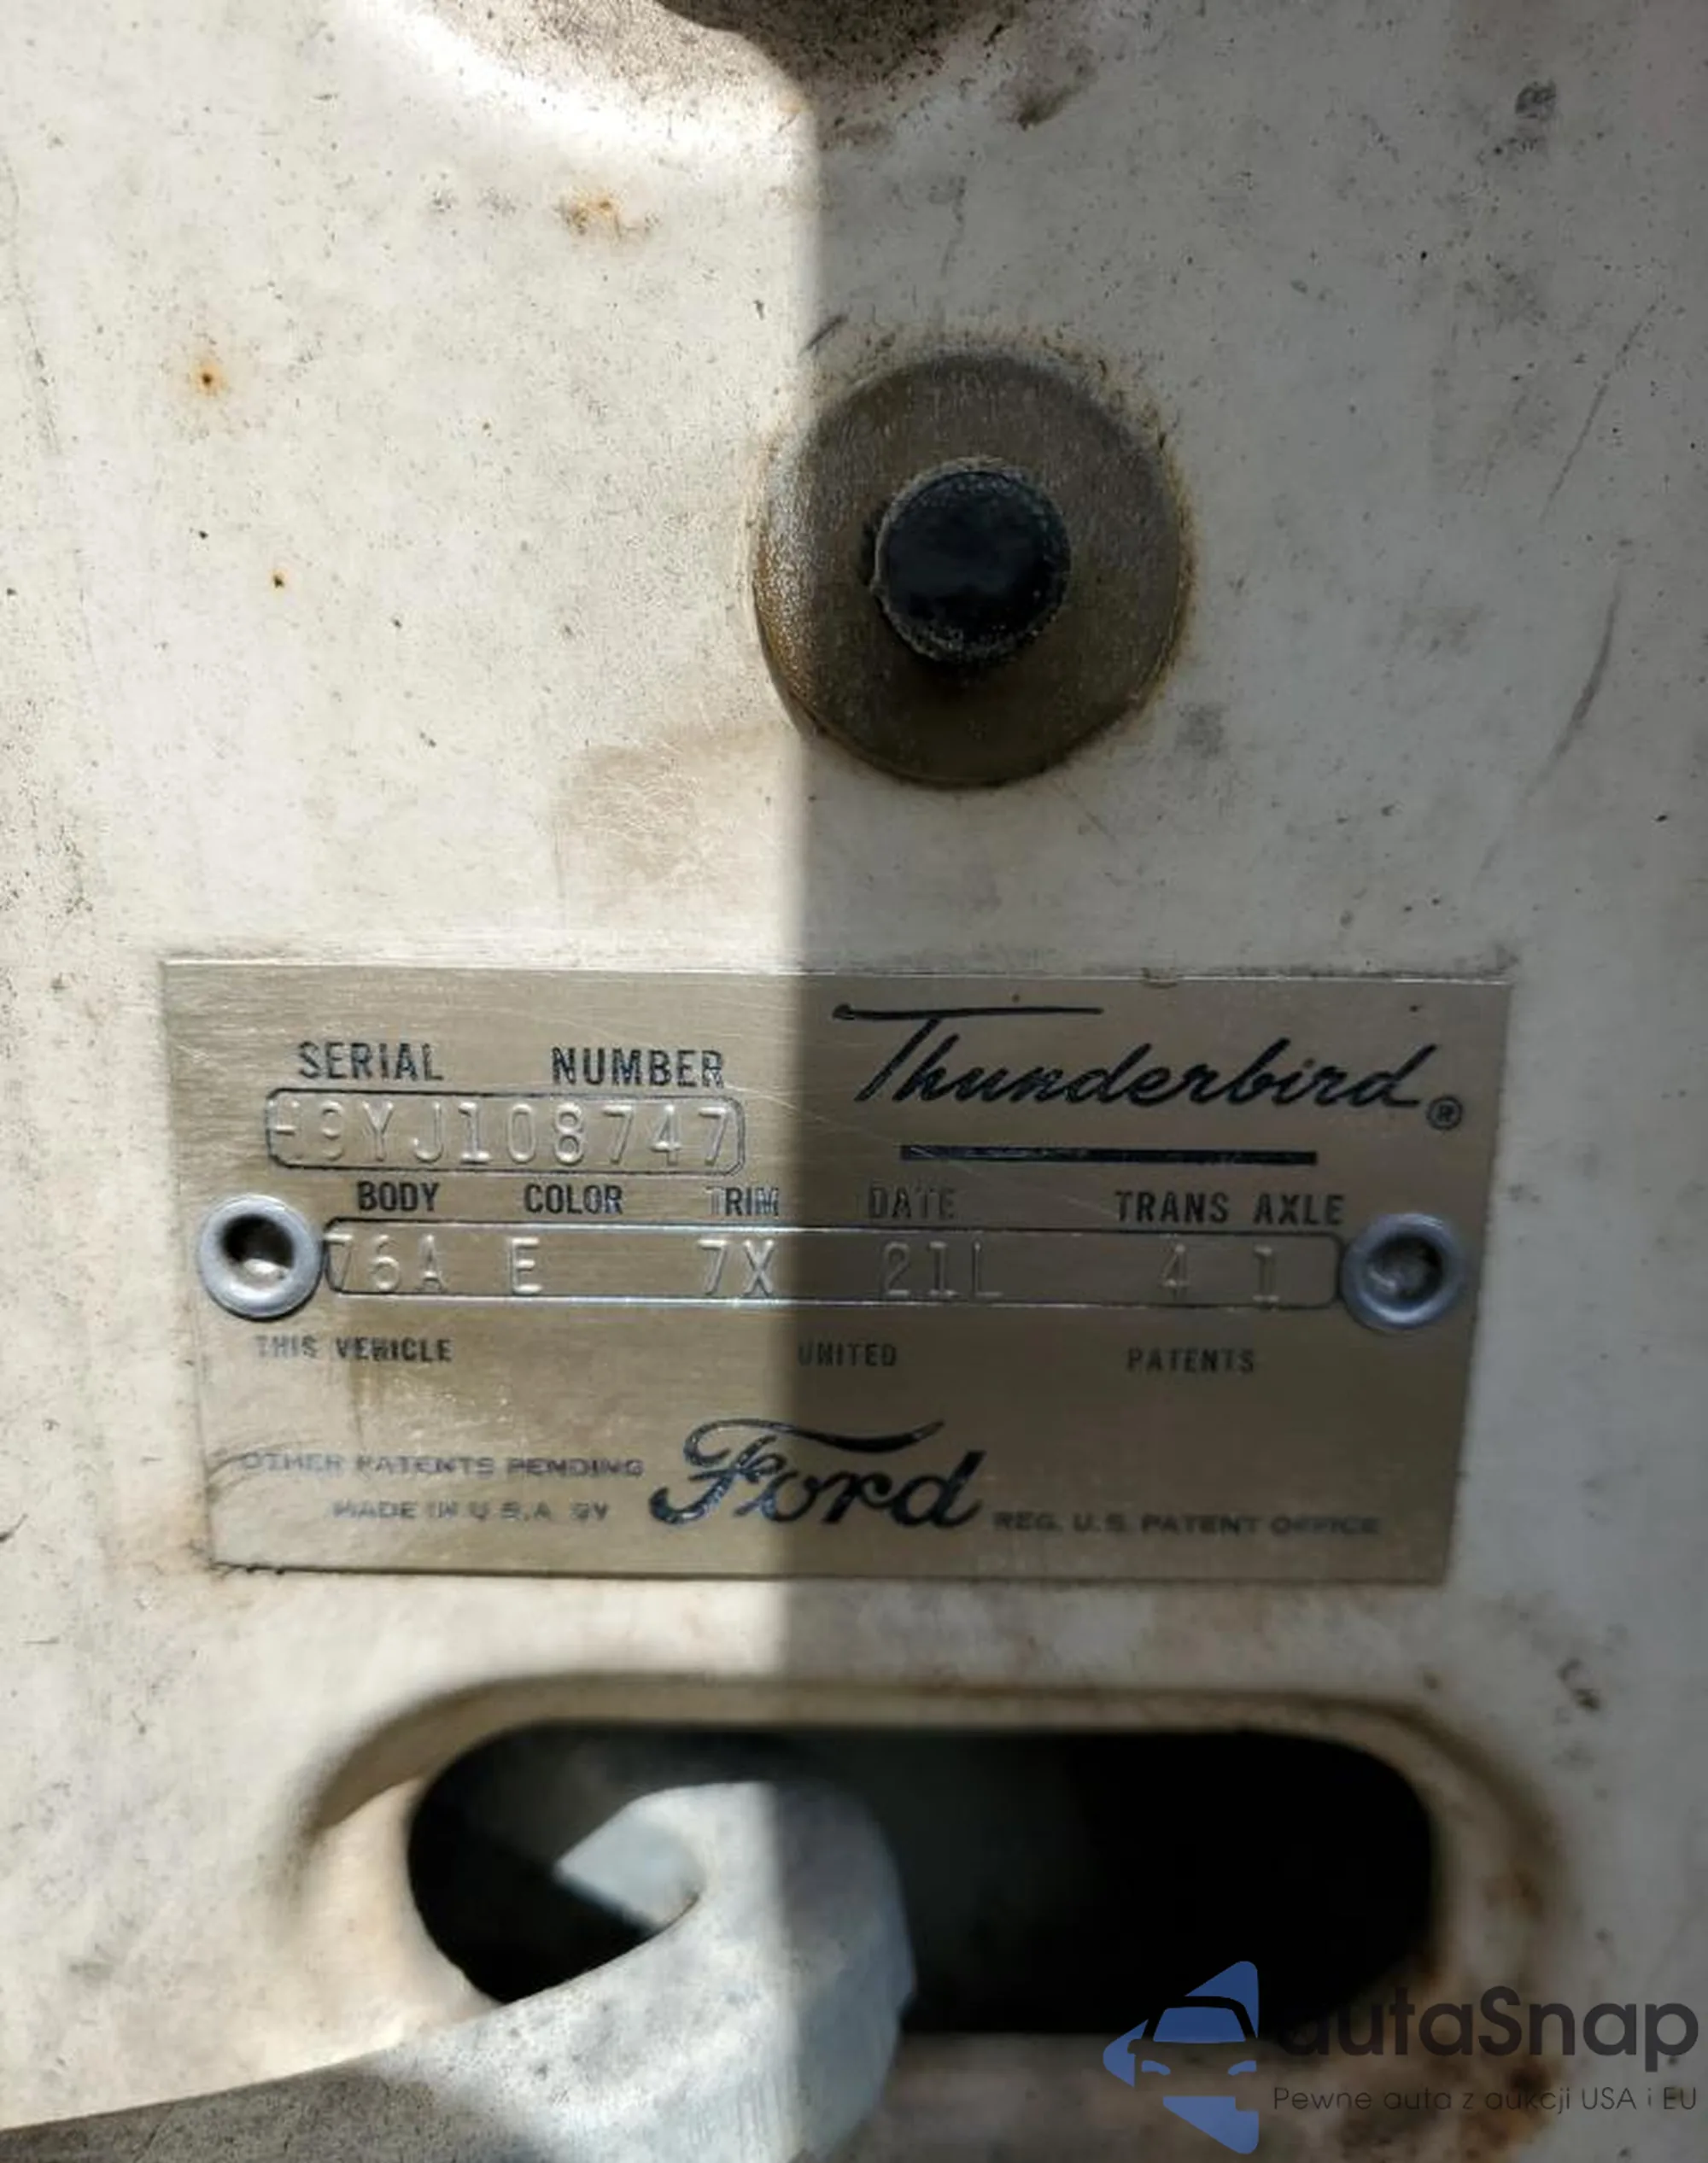 Thunderbird®
SERIAL NUMBER
H9YJ108747
BODY COLOR TRIM DATE TRANS AXLE
76A E 7X 21L 4 1
THIS VEHICLE UNITED PATENTS
OTHER PATENTS PENDING
MADE IN U.S.A. BY Ford REG. U.S. PATENT OFFICE
autaSnap
Pewne auta z aukcji USA i EU